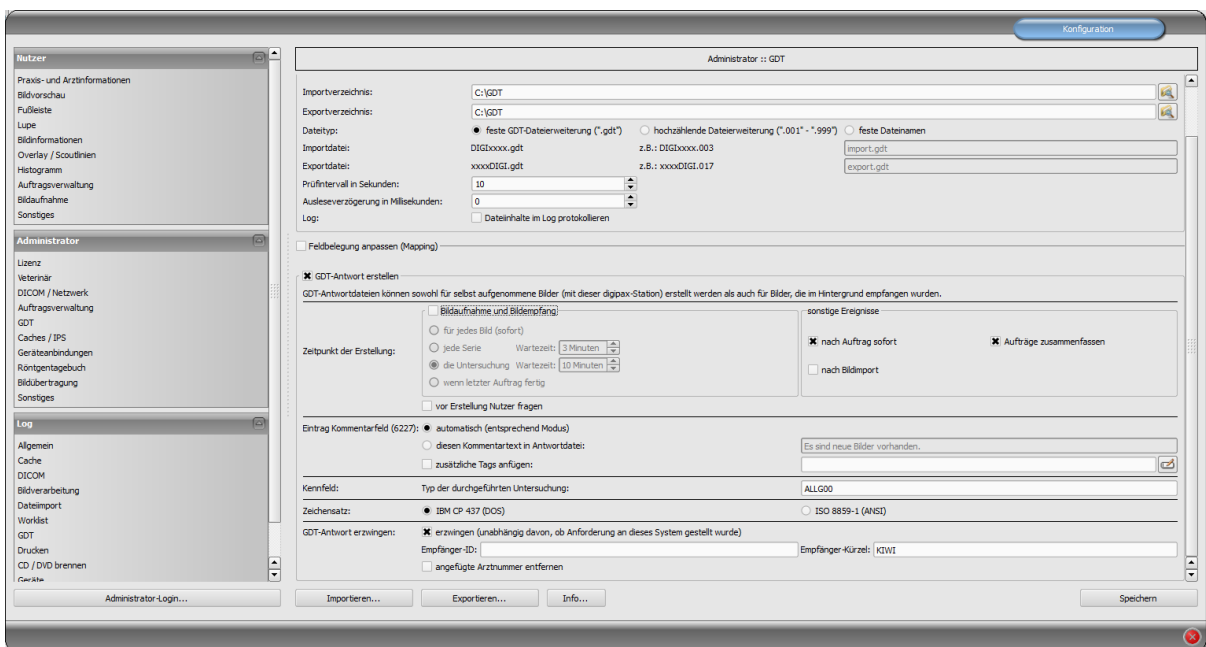 Konfiguration
Nutzer
Praxis- und Arztinformationen
Bildvorschau
Fußleiste
Lupe
Bildinformationen
Overlay / Scoutlinien
Histogramm
Auftragsverwaltung
Bildaufnahme
Sonstiges
Administrator
Lizenz
Veterinär
DICOM / Netzwerk
Auftragsverwaltung
GDT
Caches / IPS
Geräteanbindungen
Röntgentagebuch
Bildübertragung
Sonstiges
Log
Allgemein
Cache
DICOM
Bildverarbeitung
Dateiimport
Worklist
GDT
Drucken
CD / DVD brennen
Geräte
Administrator-Login...
Administrator :: GDT
Importverzeichnis: C:\GDT
Exportverzeichnis: C:\GDT
Dateityp: feste GDT-Dateierweiterung (".gdt") hochzählende Dateierweiterung (".001" - ".999") feste Dateinamen
Importdatei: DIGIxxxx.gdt z.B.: DIGIxxxx.003 import.gdt
Exportdatei: xxxxDIGI.gdt z.B.: xxxxDIGI.017 export.gdt
Prüfintervall in Sekunden: 10
Ausleseverzögerung in Millisekunden: 0
Log: Dateiinhalte im Log protokollieren
Feldbelegung anpassen (Mapping)
GDT-Antwort erstellen
GDT-Antwortdateien können sowohl für selbst aufgenommene Bilder (mit dieser digipax-Station) erstellt werden als auch für Bilder, die im Hintergrund empfangen wurden.
Zeitpunkt der Erstellung:
Bildaufnahme und Bildempfang
für jedes Bild (sofort)
jede Serie Wartezeit: 3 Minuten
die Untersuchung Wartezeit: 10 Minuten
wenn letzter Auftrag fertig
sonstige Ereignisse
nach Auftrag sofort Aufträge zusammenfassen
nach Bildimport
vor Erstellung Nutzer fragen
Eintrag Kommentarfeld (6227): automatisch (entsprechend Modus)
diesen Kommentartext in Antwortdatei: Es sind neue Bilder vorhanden.
zusätzliche Tags anfügen:
Kennfeld: Typ der durchgeführten Untersuchung: ALLG00
Zeichensatz: IBM CP 437 (DOS) ISO 8859-1 (ANSI)
GDT-Antwort erzwingen: erzwingen (unabhängig davon, ob Anforderung an dieses System gestellt wurde)
Empfänger-ID: Empfänger-Kürzel: KIWI
angefügte Arztnummer entfernen
Importieren... Exportieren... Info... Speichern